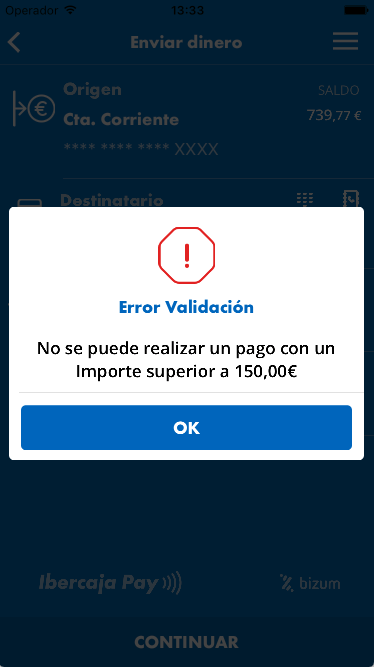 Operador 13:33
Enviar dinero
Origen SALDO
Cta. Corriente 739,77 €
**** **** **** XXXX
Destinatario
Error Validación
No se puede realizar un pago con un
Importe superior a 150,00€
OK
Ibercaja Pay bizum
CONTINUAR